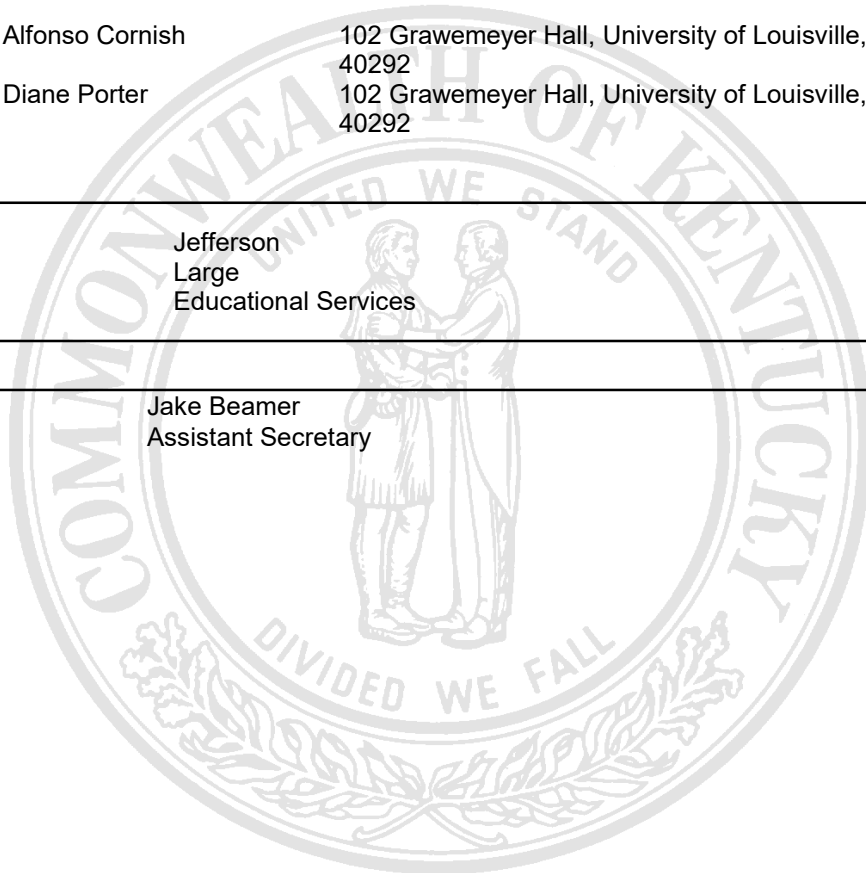 Alfonso Cornish 102 Grawemeyer Hall, University of Louisville,
40292
Diane Porter 102 Grawemeyer Hall, University of Louisville,
40292
Jefferson
Large
Educational Services
Jake Beamer
Assistant Secretary
COMMONWEALTH OF KENTUCKY
UNITED WE STAND
DIVIDED WE FALL